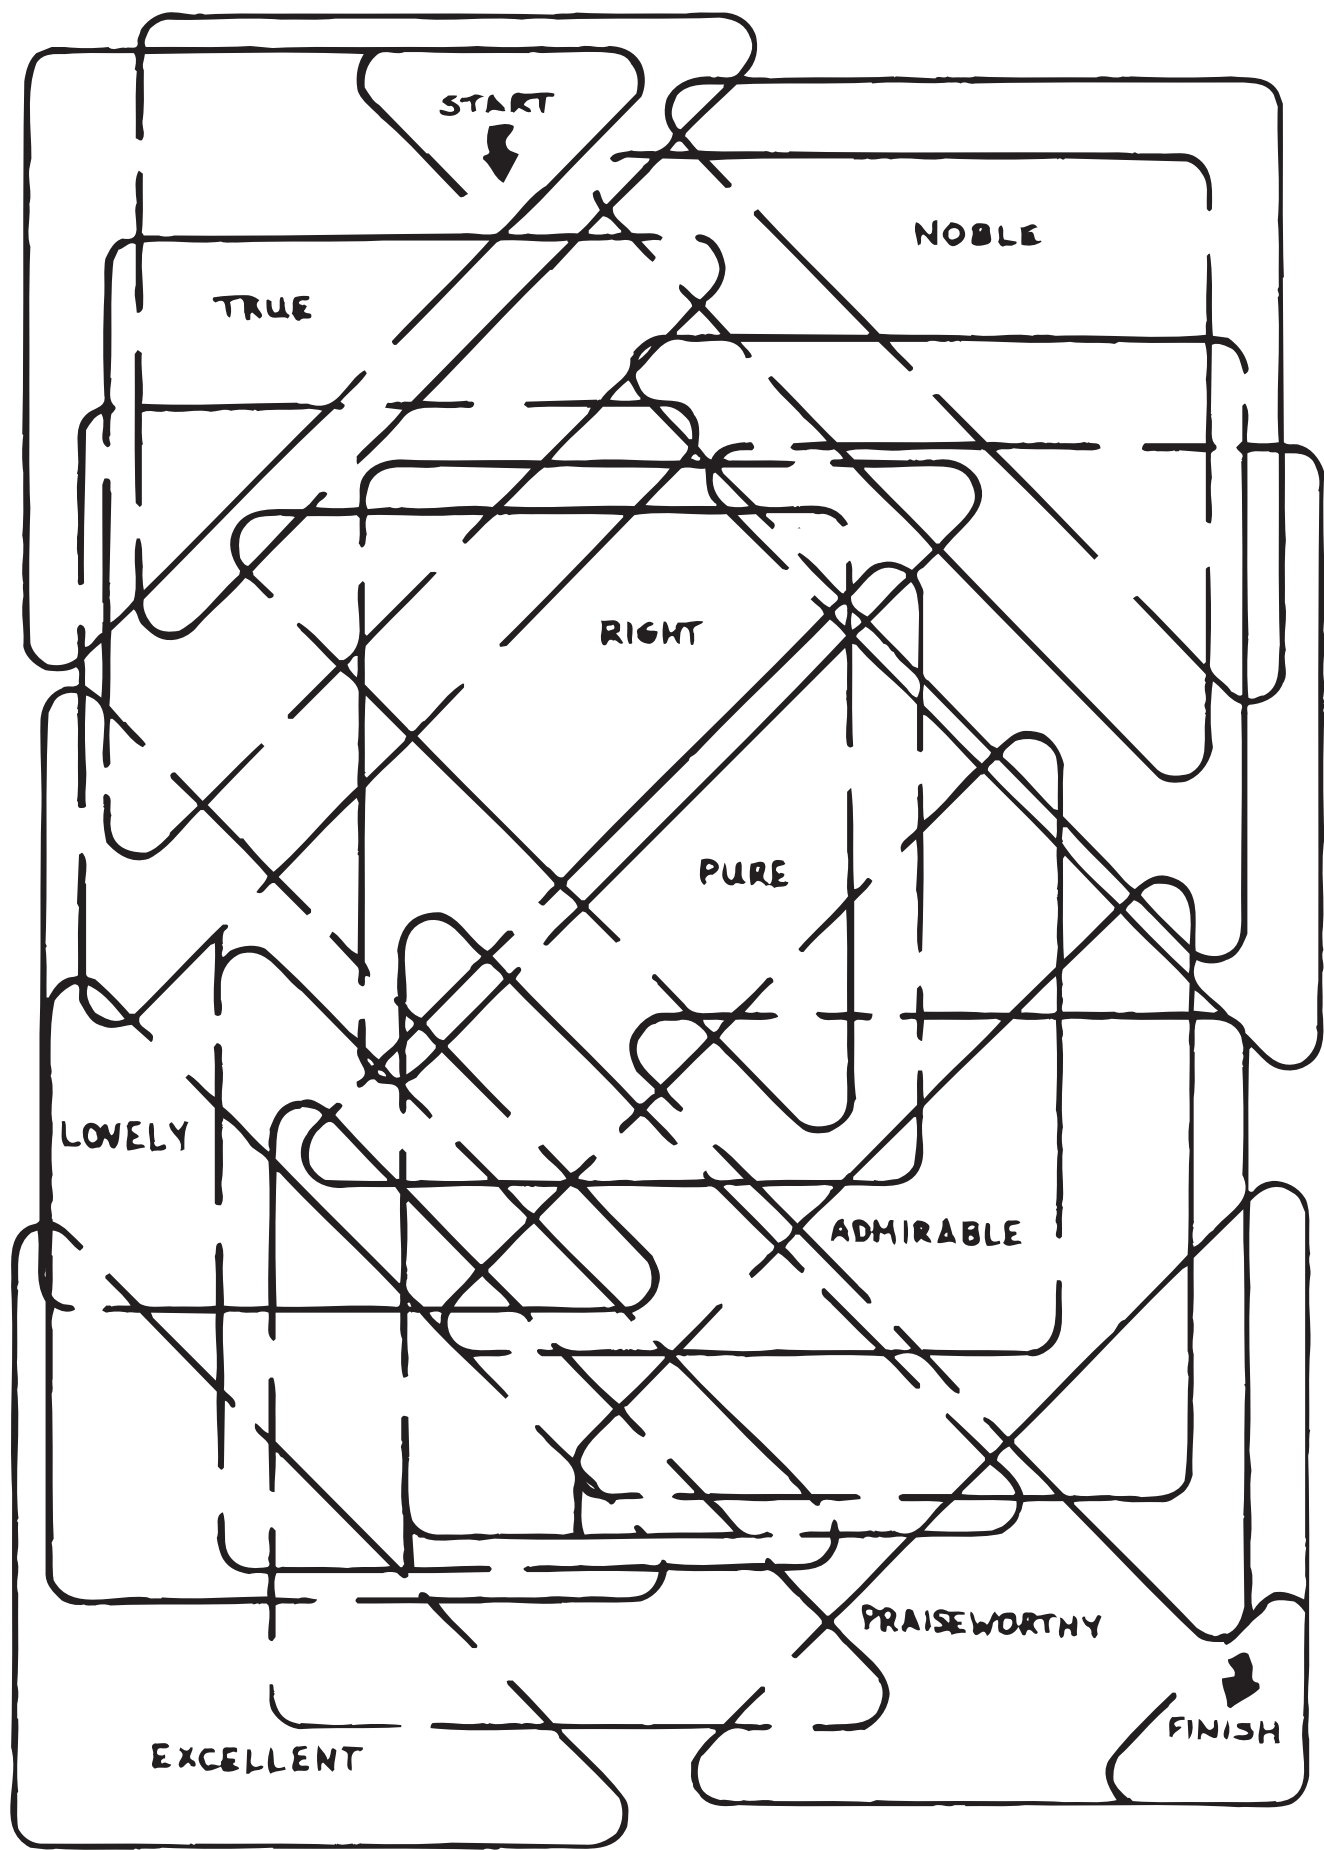 START
NOBLE
TRUE
RIGHT
PURE
LOVELY
ADMIRABLE
PRAISEWORTHY
FINISH
EXCELLENT